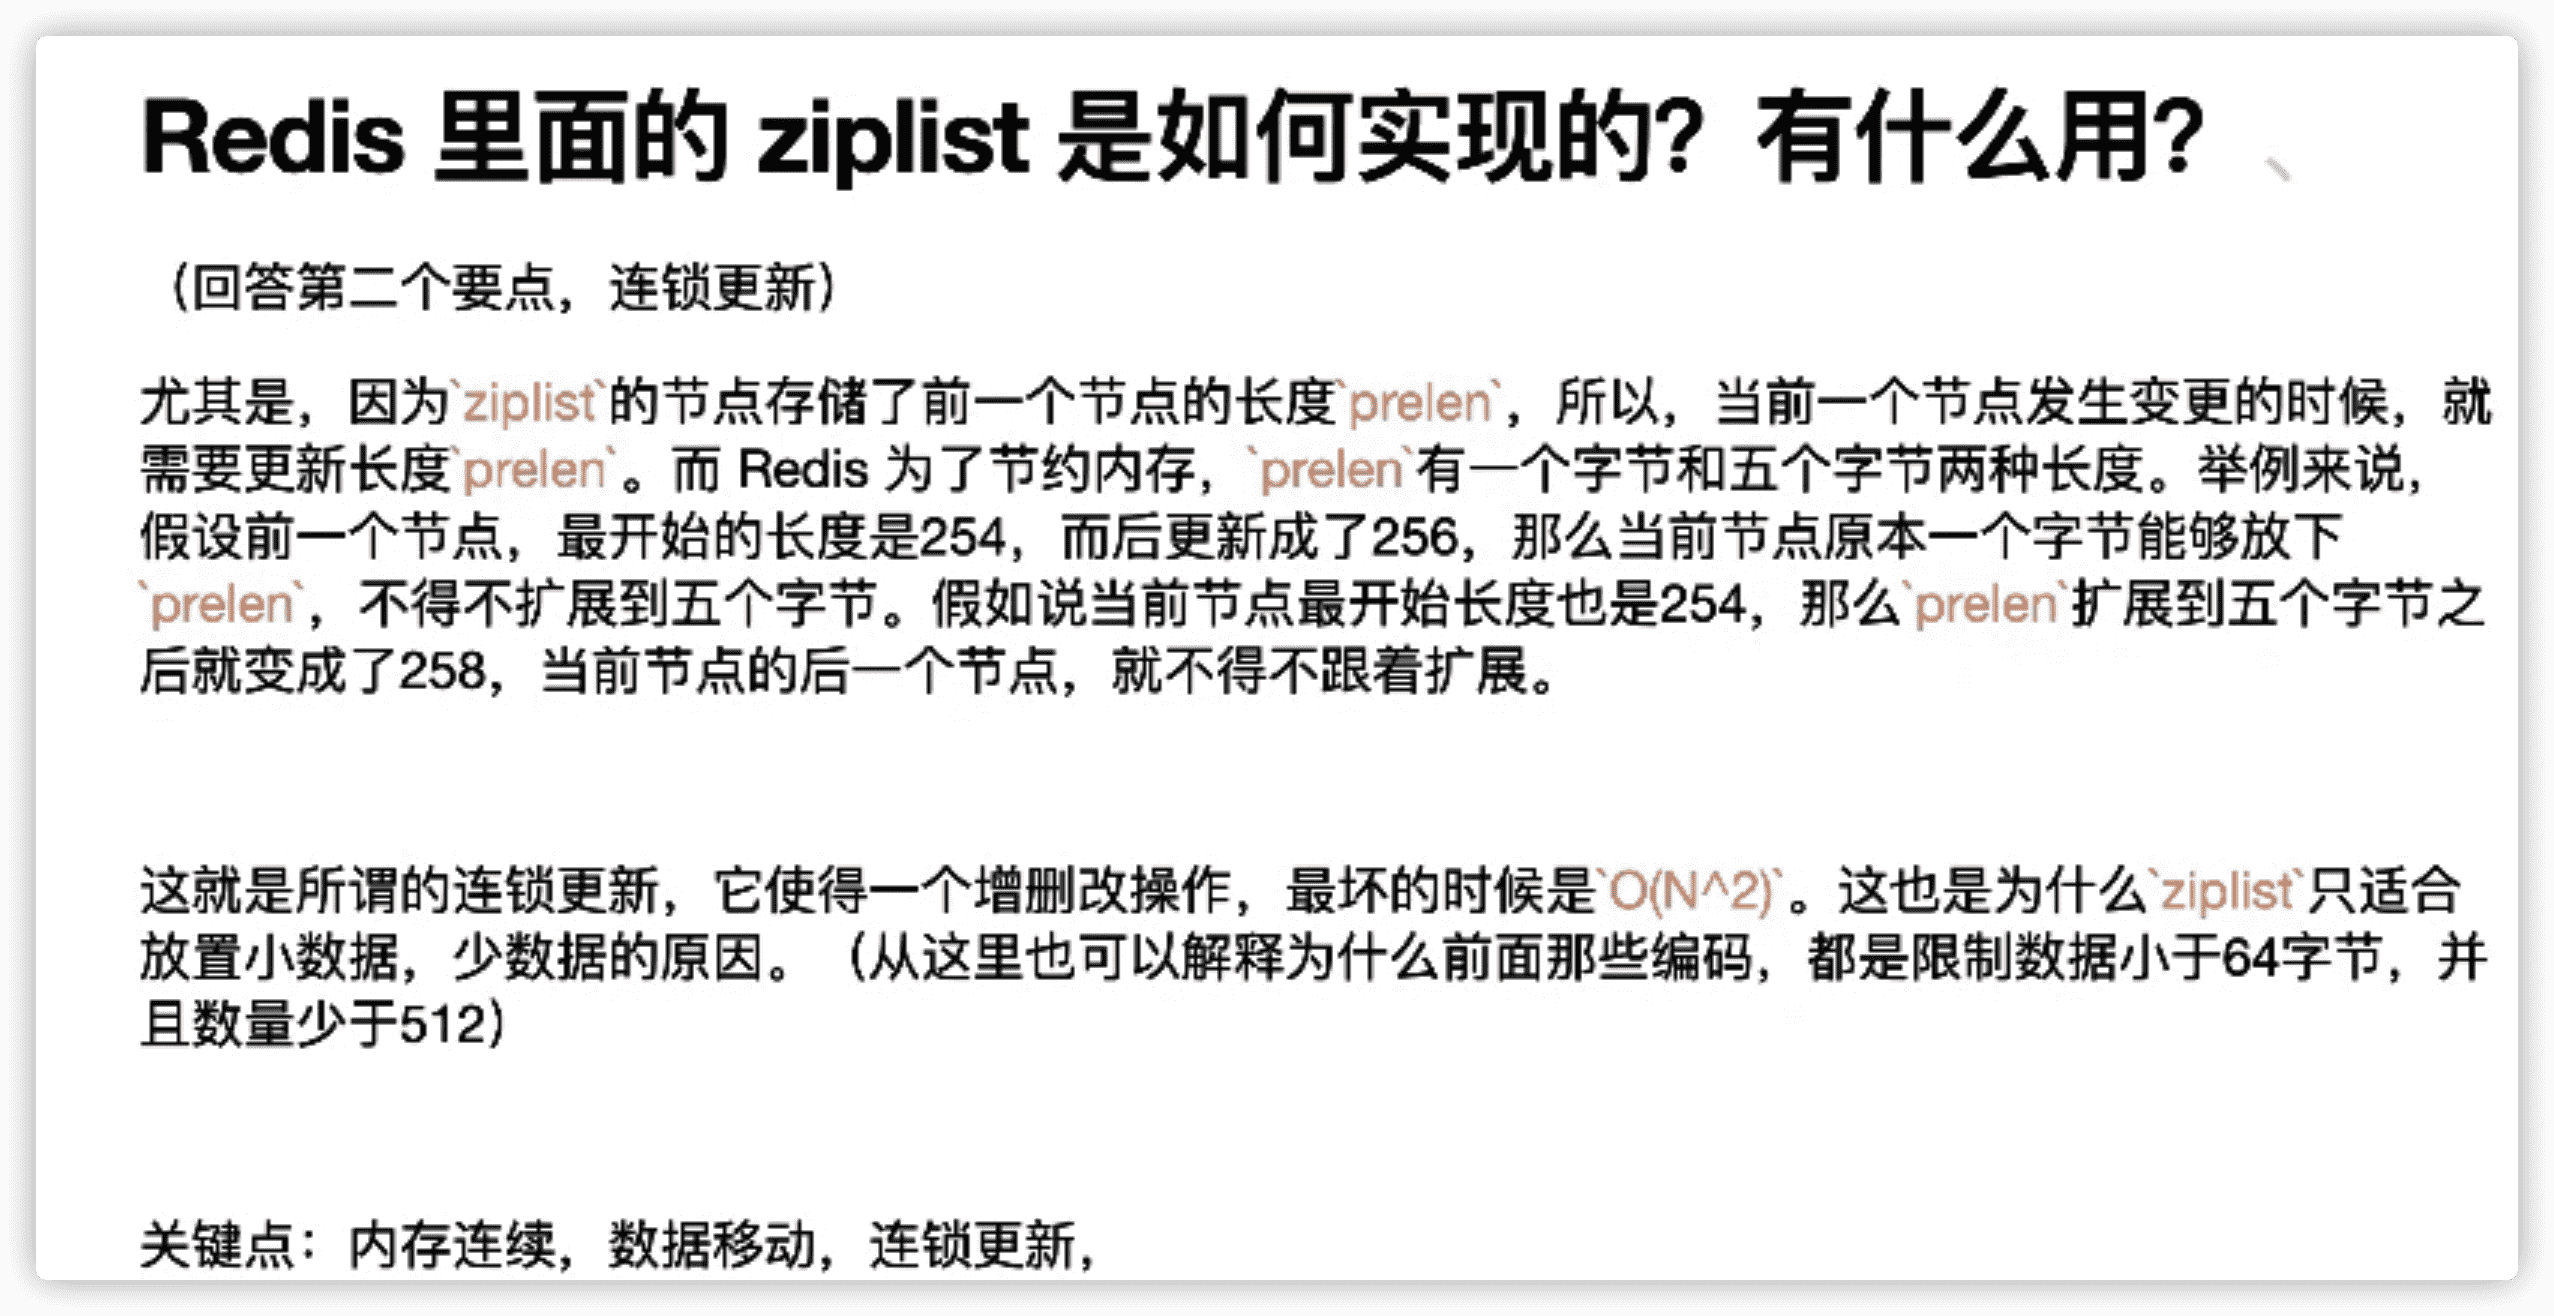 Redis 里面的 ziplist 是如何实现的？有什么用？、
（回答第二个要点，连锁更新）
尤其是，因为`ziplist`的节点存储了前一个节点的长度`prelen`，所以，当前一个节点发生变更的时候，就
需要更新长度`prelen`。而 Redis 为了节约内存，`prelen`有一个字节和五个字节两种长度。举例来说，
假设前一个节点，最开始的长度是254，而后更新成了256，那么当前节点原本一个字节能够放下
`prelen`，不得不扩展到五个字节。假如说当前节点最开始长度也是254，那么`prelen`扩展到五个字节之
后就变成了258，当前节点的后一个节点，就不得不跟着扩展。
这就是所谓的连锁更新，它使得一个增删改操作，最坏的时候是`O(N^2)`。这也是为什么`ziplist`只适合
放置小数据，少数据的原因。（从这里也可以解释为什么前面那些编码，都是限制数据小于64字节，并
且数量少于512）
关键点：内存连续，数据移动，连锁更新，